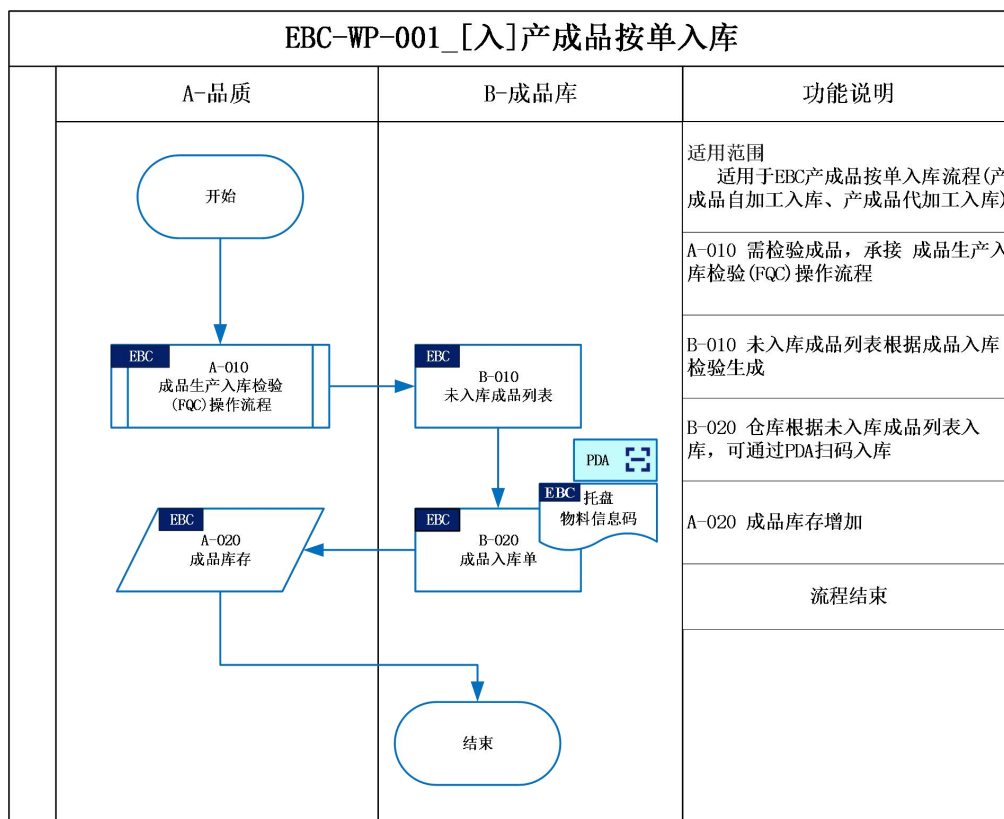 EBC-WP-001_[入]产成品按单入库
A-品质
B-成品库
功能说明
开始
适用范围
适用于EBC产成品按单入库流程(产
成品自加工入库、产成品代加工入库)
A-010 需检验成品，承接 成品生产入
库检验(FQC)操作流程
EBC
A-010
成品生产入库检验
(FQC)操作流程
EBC
B-010
未入库成品列表
B-010 未入库成品列表根据成品入库
检验生成
PDA
B-020 仓库根据未入库成品列表入
库，可通过PDA扫码入库
EBC
托盘
物料信息码
EBC
A-020
成品库存
EBC
B-020
成品入库单
A-020 成品库存增加
流程结束
结束